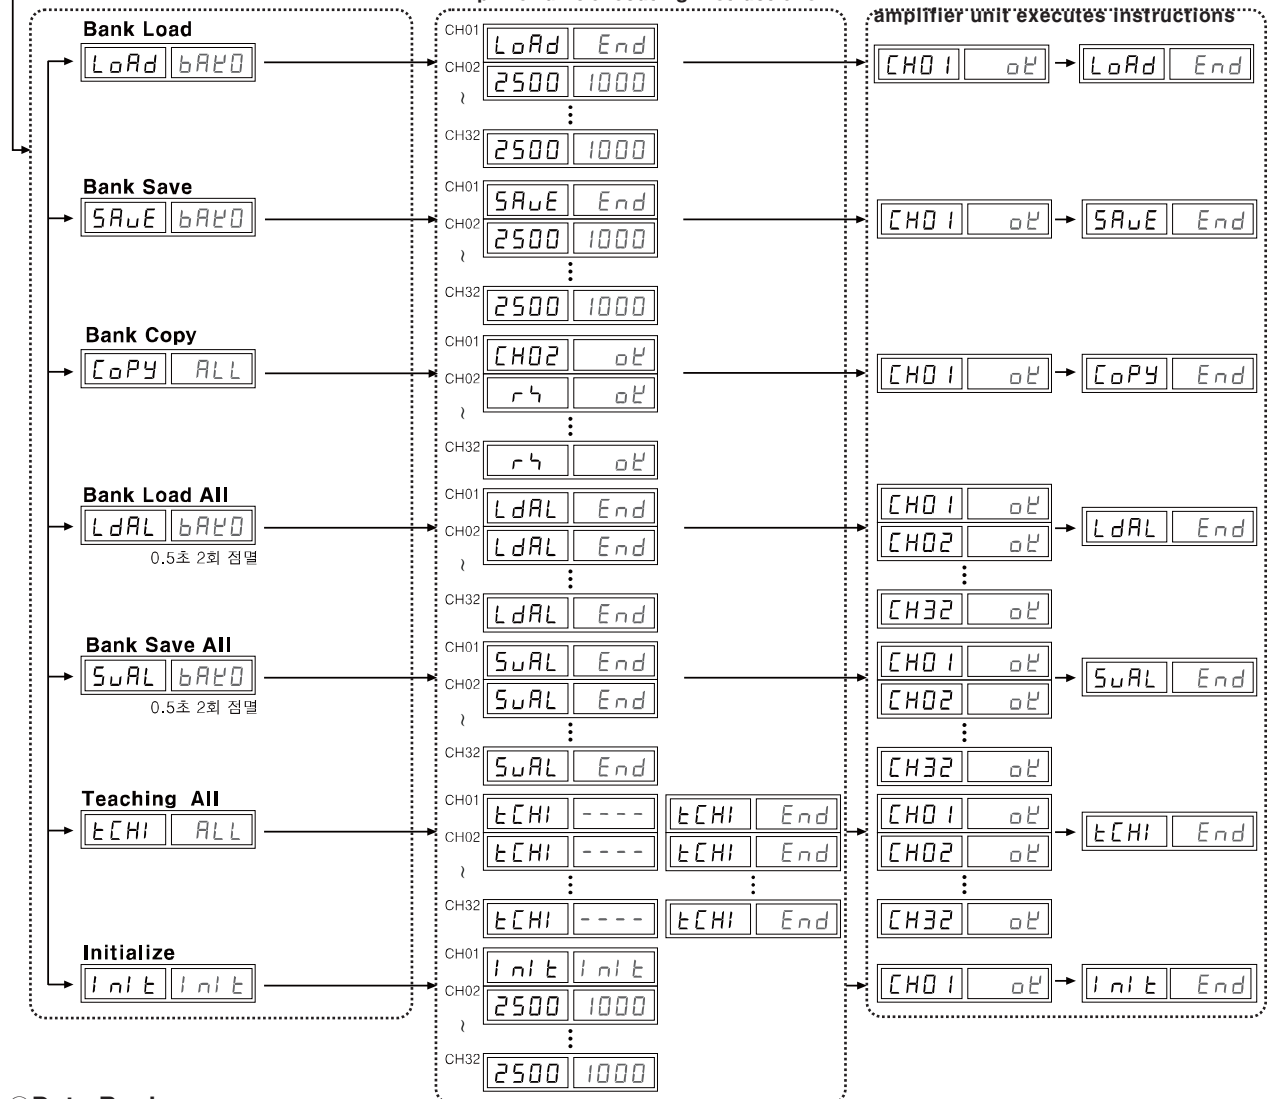 amplifier unit executes instructions
Bank Load
LoAd bAK0
CH01 LoAd End
CH02 2500 1000
~
CH32 2500 1000
CH01 oK
LoAd End
Bank Save
SAvE bAK0
CH01 SAvE End
CH02 2500 1000
~
CH32 2500 1000
CH01 oK
SAvE End
Bank Copy
CoPY ALL
CH01 CH02 oK
CH02 rS oK
~
CH32 rS oK
CH01 oK
CoPY End
Bank Load All
LdAL bAK0
0.5초 2회 점멸
CH01 LdAL End
CH02 LdAL End
~
CH32 LdAL End
CH01 oK
CH02 oK
CH32 oK
LdAL End
Bank Save All
SvAL bAK0
0.5초 2회 점멸
CH01 SvAL End
CH02 SvAL End
~
CH32 SvAL End
CH01 oK
CH02 oK
CH32 oK
SvAL End
Teaching All
tCHI ALL
CH01 tCHI ---- tCHI End
CH02 tCHI ---- tCHI End
~
CH32 tCHI ---- tCHI End
CH01 oK
CH02 oK
CH32 oK
tCHI End
Initialize
InIt InIt
CH01 InIt InIt
CH02 2500 1000
~
CH32 2500 1000
CH01 oK
InIt End